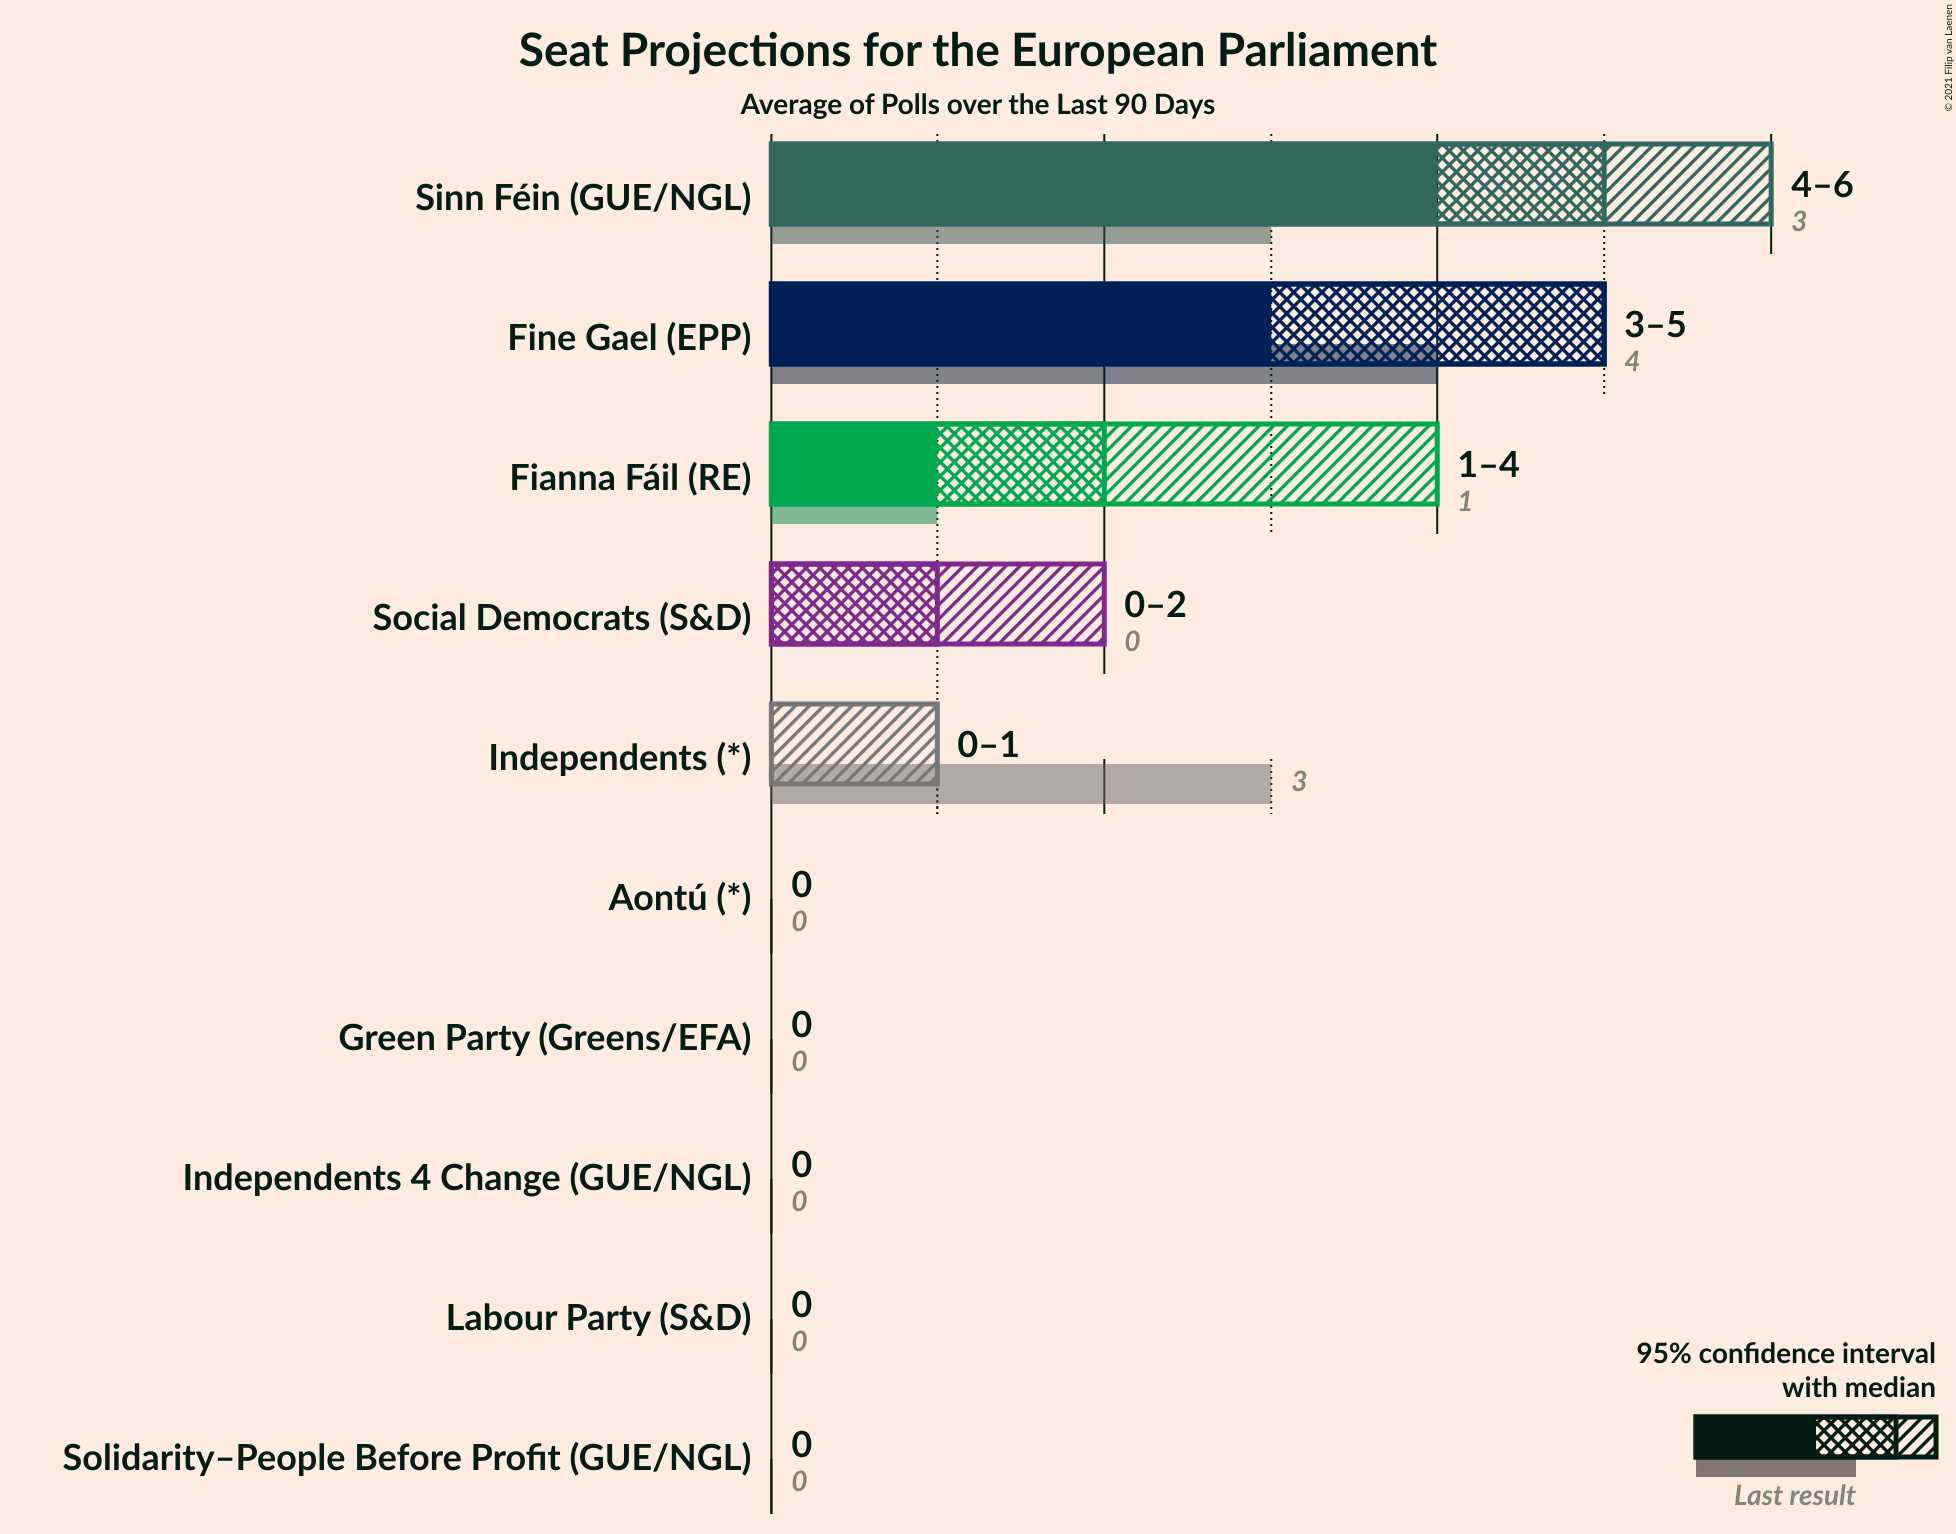 Seat Projections for the European Parliament
Average of Polls over the Last 90 Days
© 2021 Filip van Laenen
Sinn Féin (GUE/NGL)
4–6
3
Fine Gael (EPP)
3–5
4
Fianna Fáil (RE)
1–4
1
Social Democrats (S&D)
0–2
0
Independents (*)
0–1
3
Aontú (*)
0
0
Green Party (Greens/EFA)
0
0
Independents 4 Change (GUE/NGL)
0
0
Labour Party (S&D)
0
0
Solidarity–People Before Profit (GUE/NGL)
0
0
95% confidence interval
with median
Last result